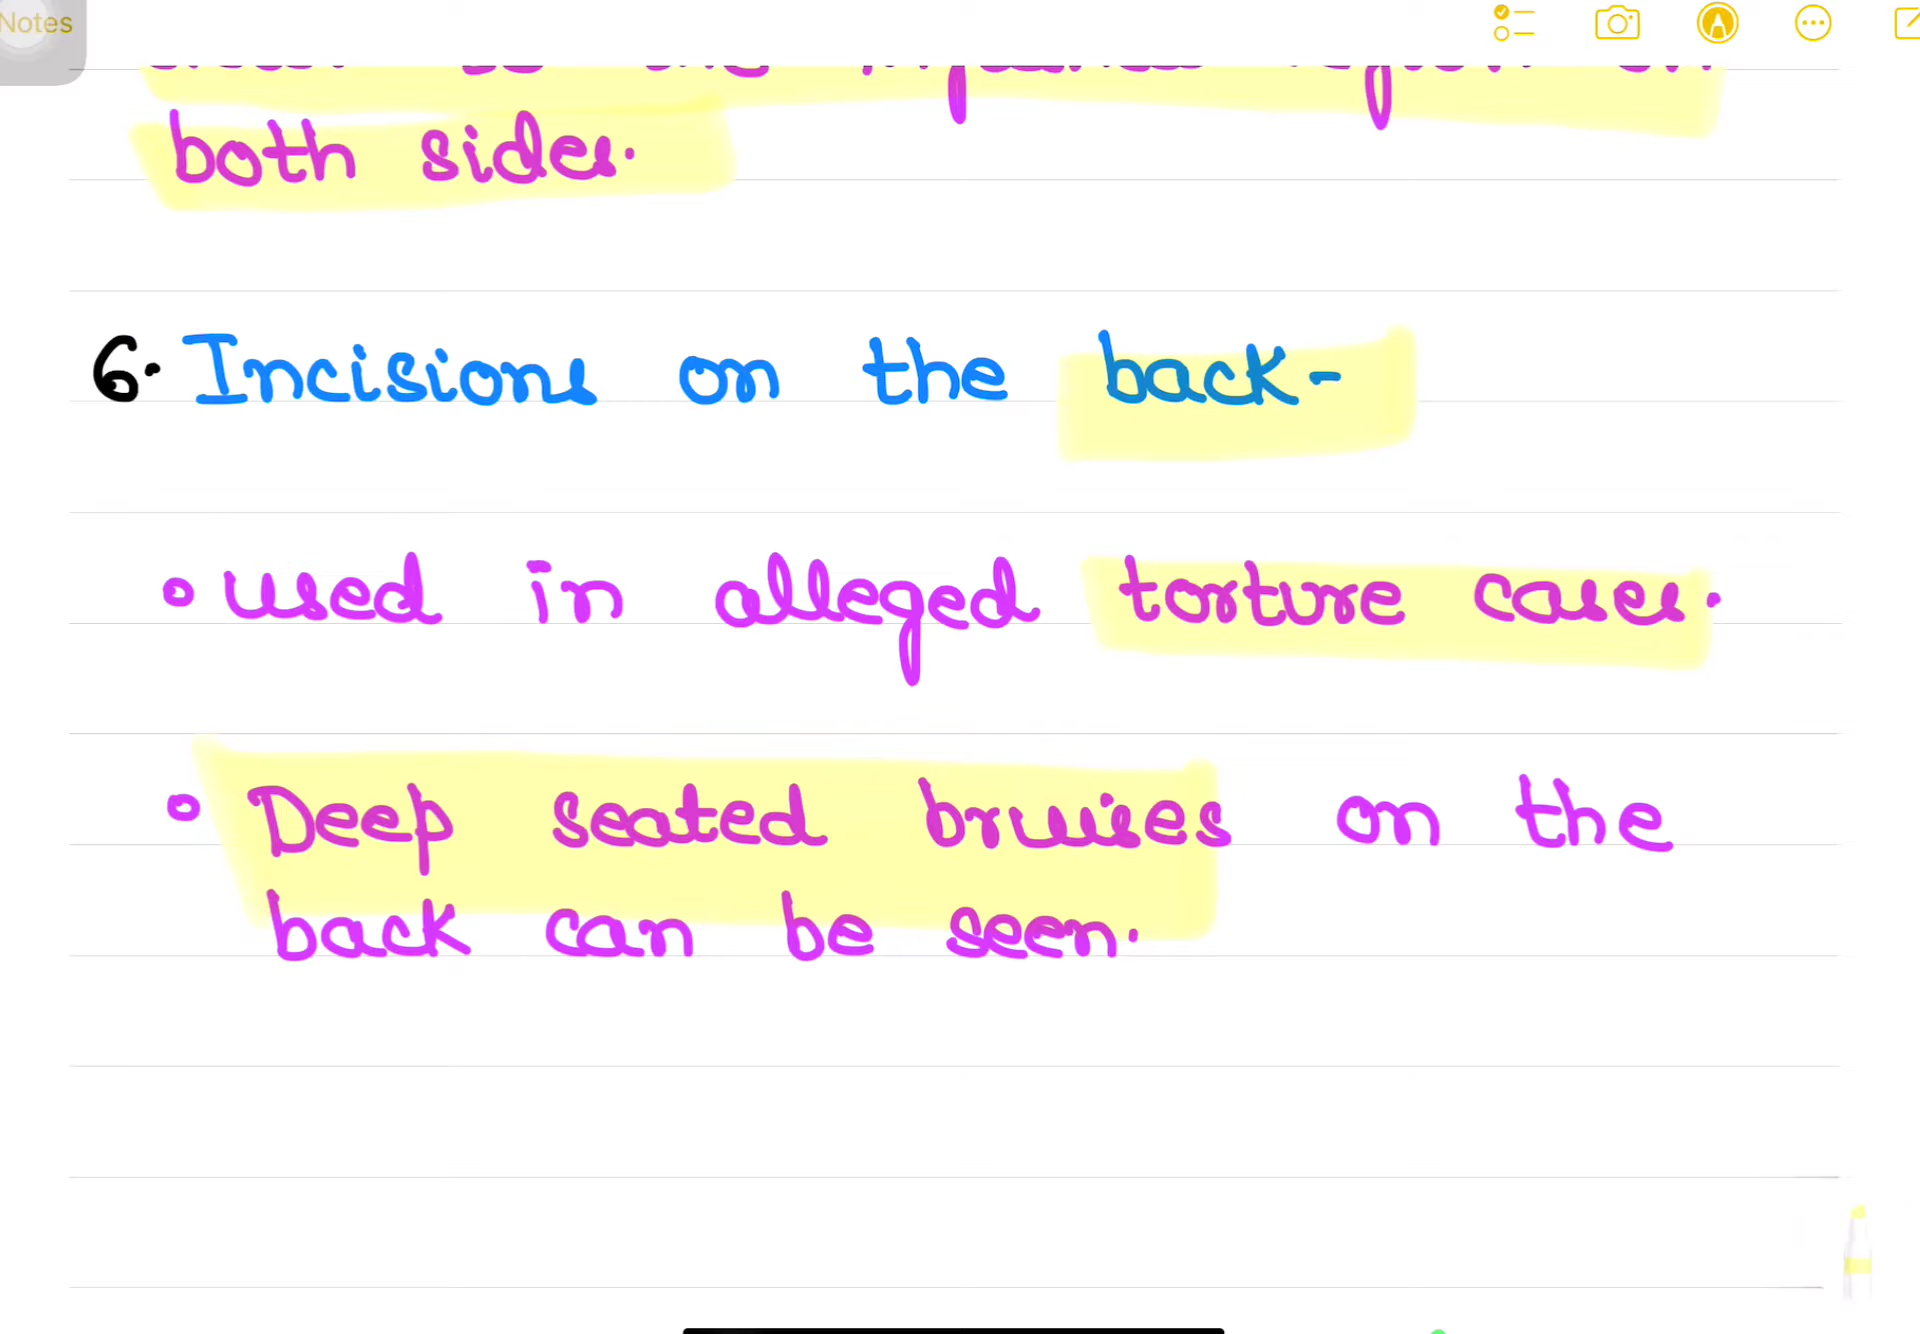 Notes
both sides.
6. Incisions on the back-
used in alleged torture cases.
Deep seated bruises on the
back can be seen.